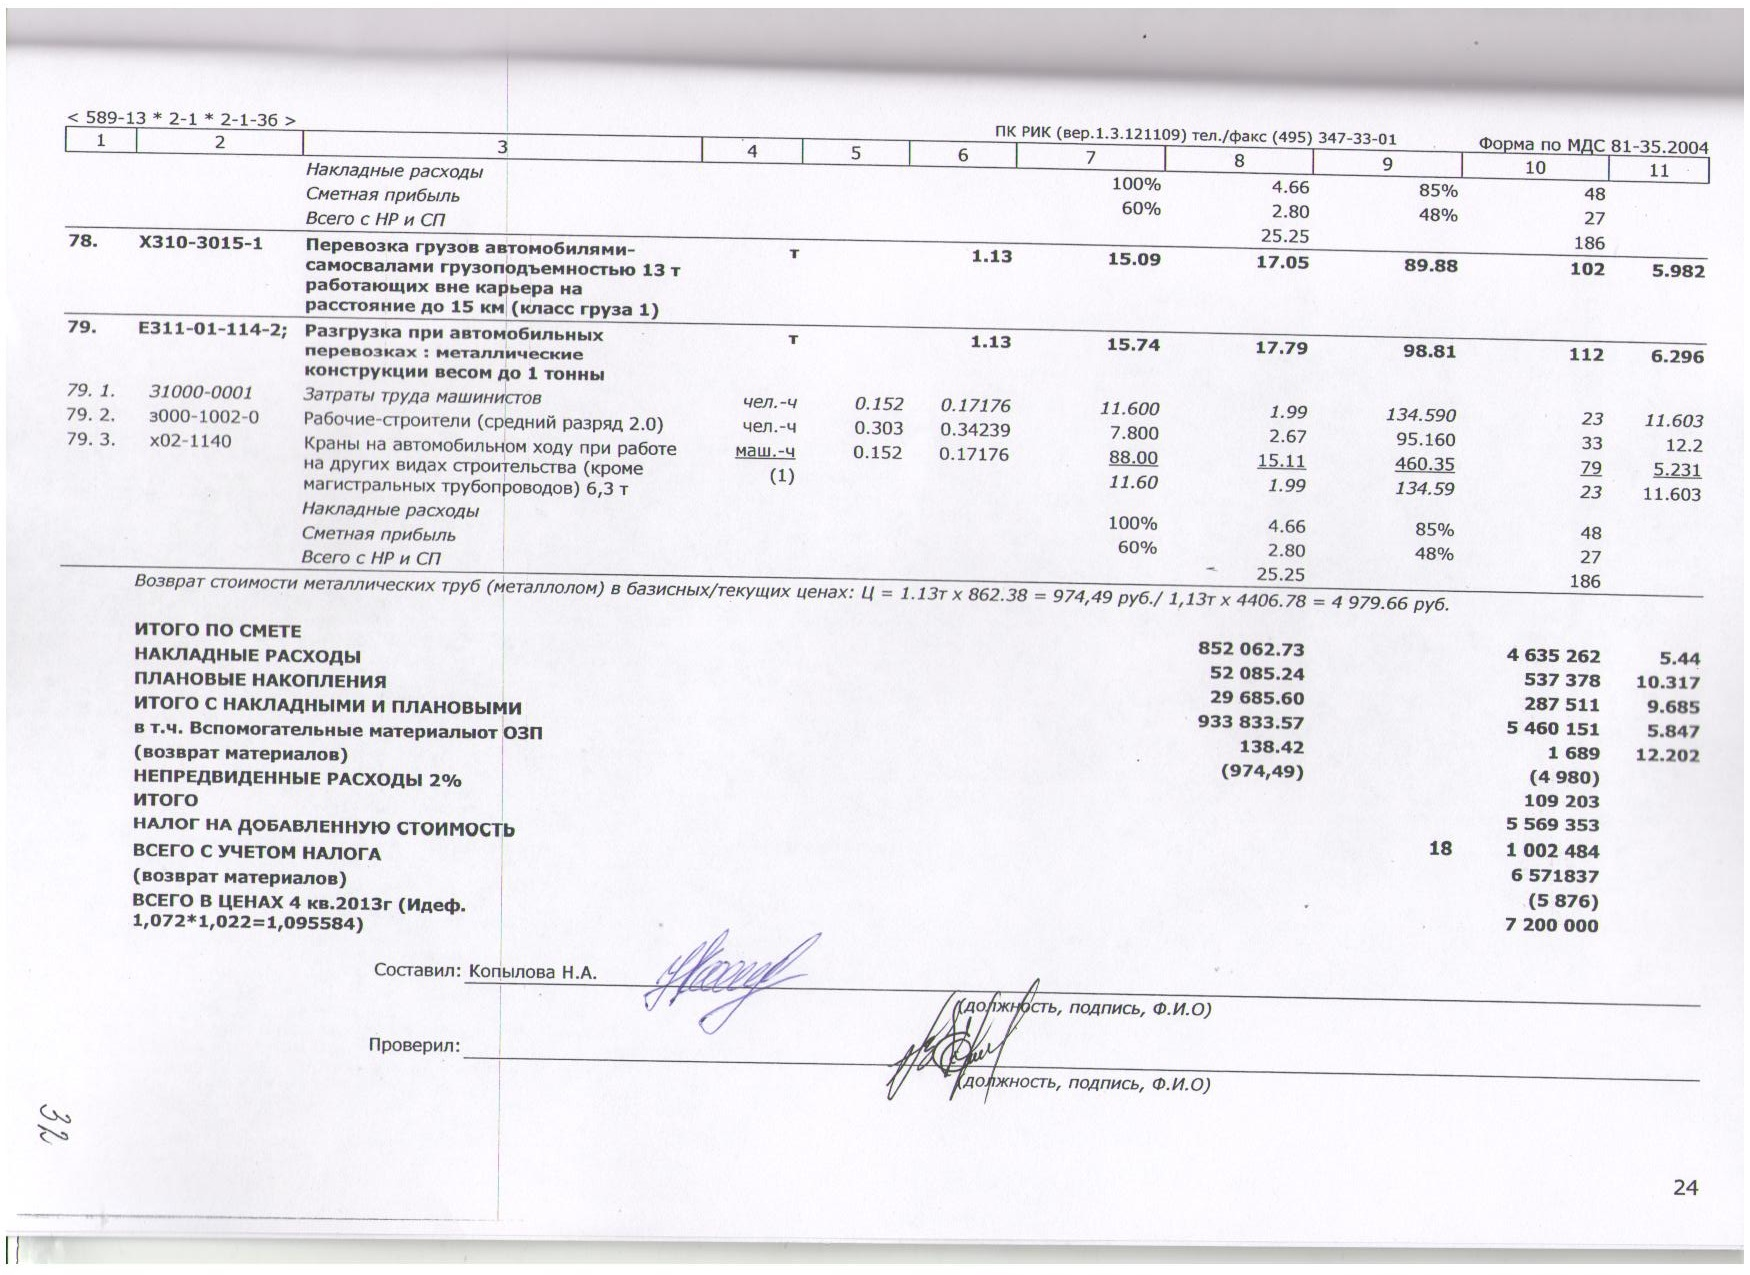 < 589-13 * 2-1 * 2-1-3б >
ПК РИК (вер.1.3.121109) тел./факс (495) 347-33-01 Форма по МДС 81-35.2004
1 2 3 4 5 6 7 8 9 10 11
Накладные расходы 100% 4.66 85% 48
Сметная прибыль 60% 2.80 48% 27
Всего с НР и СП 25.25 186
78. X310-3015-1 Перевозка грузов автомобилями- т 1.13 15.09 17.05 89.88 102 5.982
самосвалами грузоподъемностью 13 т
работающих вне карьера на
расстояние до 15 км (класс груза 1)
79. Е311-01-114-2; Разгрузка при автомобильных т 1.13 15.74 17.79 98.81 112 6.296
перевозках : металлические
конструкции весом до 1 тонны
79. 1. 31000-0001 Затраты труда машинистов чел.-ч 0.152 0.17176 11.600 1.99 134.590 23 11.603
79. 2. з000-1002-0 Рабочие-строители (средний разряд 2.0) чел.-ч 0.303 0.34239 7.800 2.67 95.160 33 12.2
79. 3. х02-1140 Краны на автомобильном ходу при работе маш.-ч 0.152 0.17176 88.00 15.11 460.35 79 5.231
на других видах строительства (кроме (1) 11.60 1.99 134.59 23 11.603
магистральных трубопроводов) 6,3 т
Накладные расходы 100% 4.66 85% 48
Сметная прибыль 60% 2.80 48% 27
Всего с НР и СП 25.25 186
Возврат стоимости металлических труб (металлолом) в базисных/текущих ценах: Ц = 1.13т х 862.38 = 974,49 руб./ 1,13т х 4406.78 = 4 979.66 руб.
ИТОГО ПО СМЕТЕ 852 062.73 4 635 262 5.44
НАКЛАДНЫЕ РАСХОДЫ 52 085.24 537 378 10.317
ПЛАНОВЫЕ НАКОПЛЕНИЯ 29 685.60 287 511 9.685
ИТОГО С НАКЛАДНЫМИ И ПЛАНОВЫМИ 933 833.57 5 460 151 5.847
в т.ч. Вспомогательные материалыот ОЗП 138.42 1 689 12.202
(возврат материалов) (974,49) (4 980)
НЕПРЕДВИДЕННЫЕ РАСХОДЫ 2% 109 203
ИТОГО 5 569 353
НАЛОГ НА ДОБАВЛЕННУЮ СТОИМОСТЬ 18 1 002 484
ВСЕГО С УЧЕТОМ НАЛОГА 6 571837
(возврат материалов) (5 876)
ВСЕГО В ЦЕНАХ 4 кв.2013г (Идеф. 7 200 000
1,072*1,022=1,095584)
Составил: Копылова Н.А.
(должность, подпись, Ф.И.О)
Проверил:
(должность, подпись, Ф.И.О)
32
24